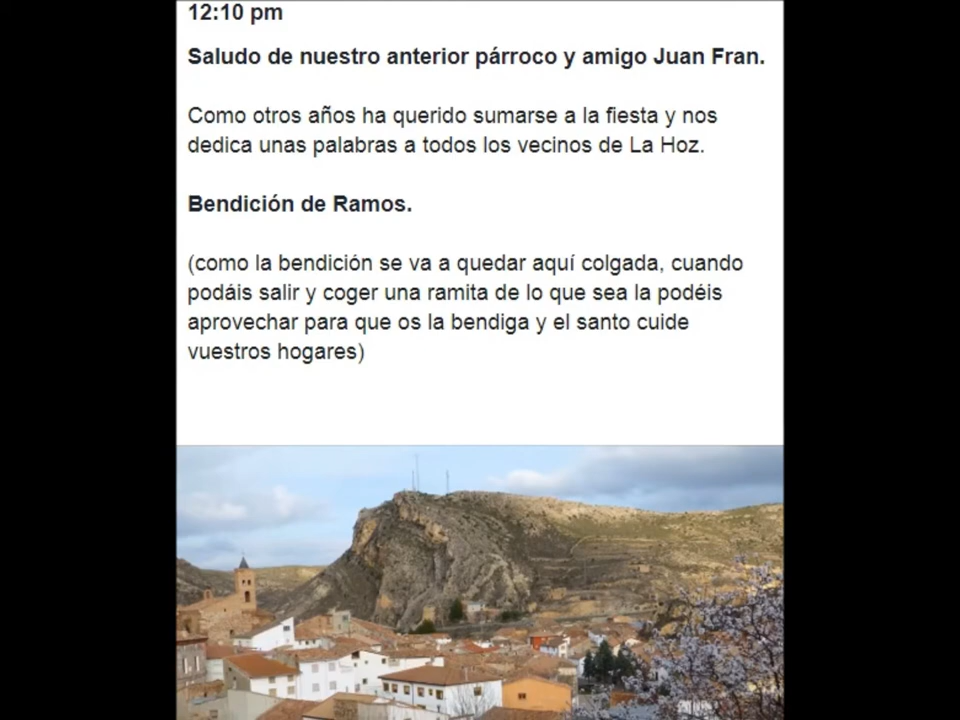 12:10 pm
Saludo de nuestro anterior párroco y amigo Juan Fran.
Como otros años ha querido sumarse a la fiesta y nos
dedica unas palabras a todos los vecinos de La Hoz.
Bendición de Ramos.
(como la bendición se va a quedar aquí colgada, cuando
podáis salir y coger una ramita de lo que sea la podéis
aprovechar para que os la bendiga y el santo cuide
vuestros hogares)